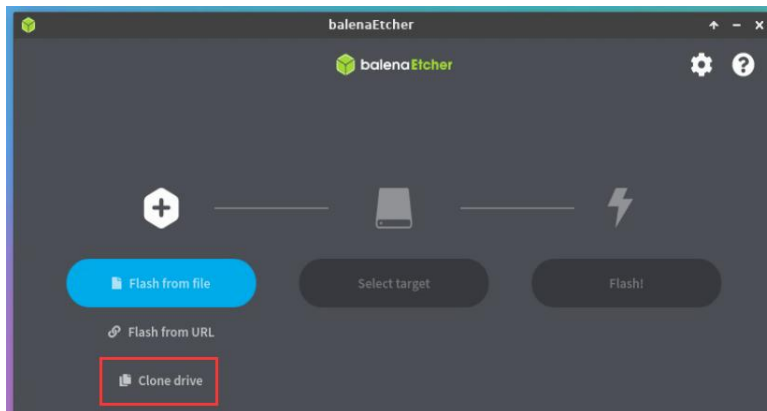 balenaEtcher
balenaEtcher
Flash from file
Select target
Flash!
Flash from URL
Clone drive